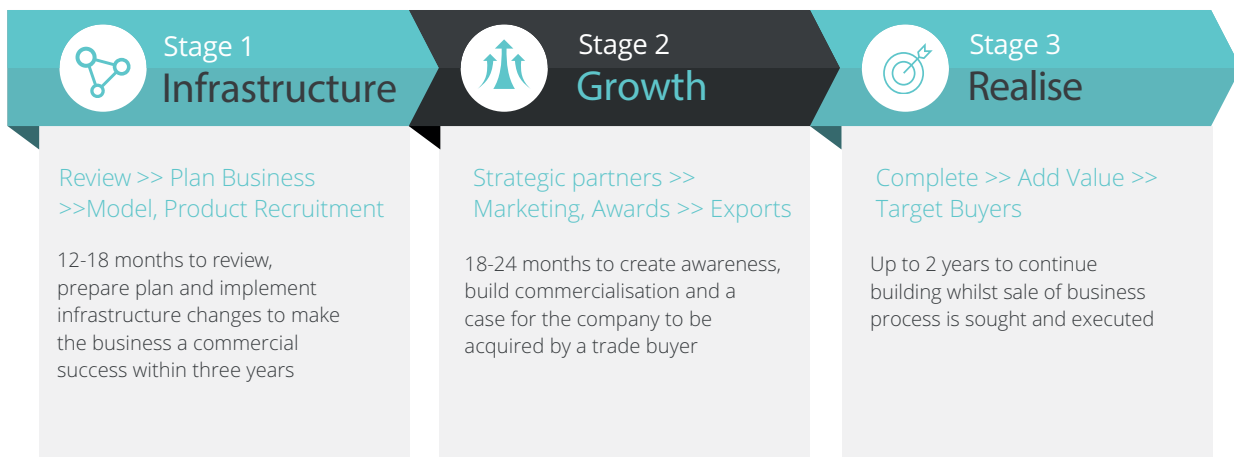 Stage 1
Infrastructure
Review >> Plan Business
>>Model, Product Recruitment
12-18 months to review,
prepare plan and implement
infrastructure changes to make
the business a commercial
success within three years
Stage 2
Growth
Strategic partners >>
Marketing, Awards >> Exports
18-24 months to create awareness,
build commercialisation and a
case for the company to be
acquired by a trade buyer
Stage 3
Realise
Complete >> Add Value >>
Target Buyers
Up to 2 years to continue
building whilst sale of business
process is sought and executed